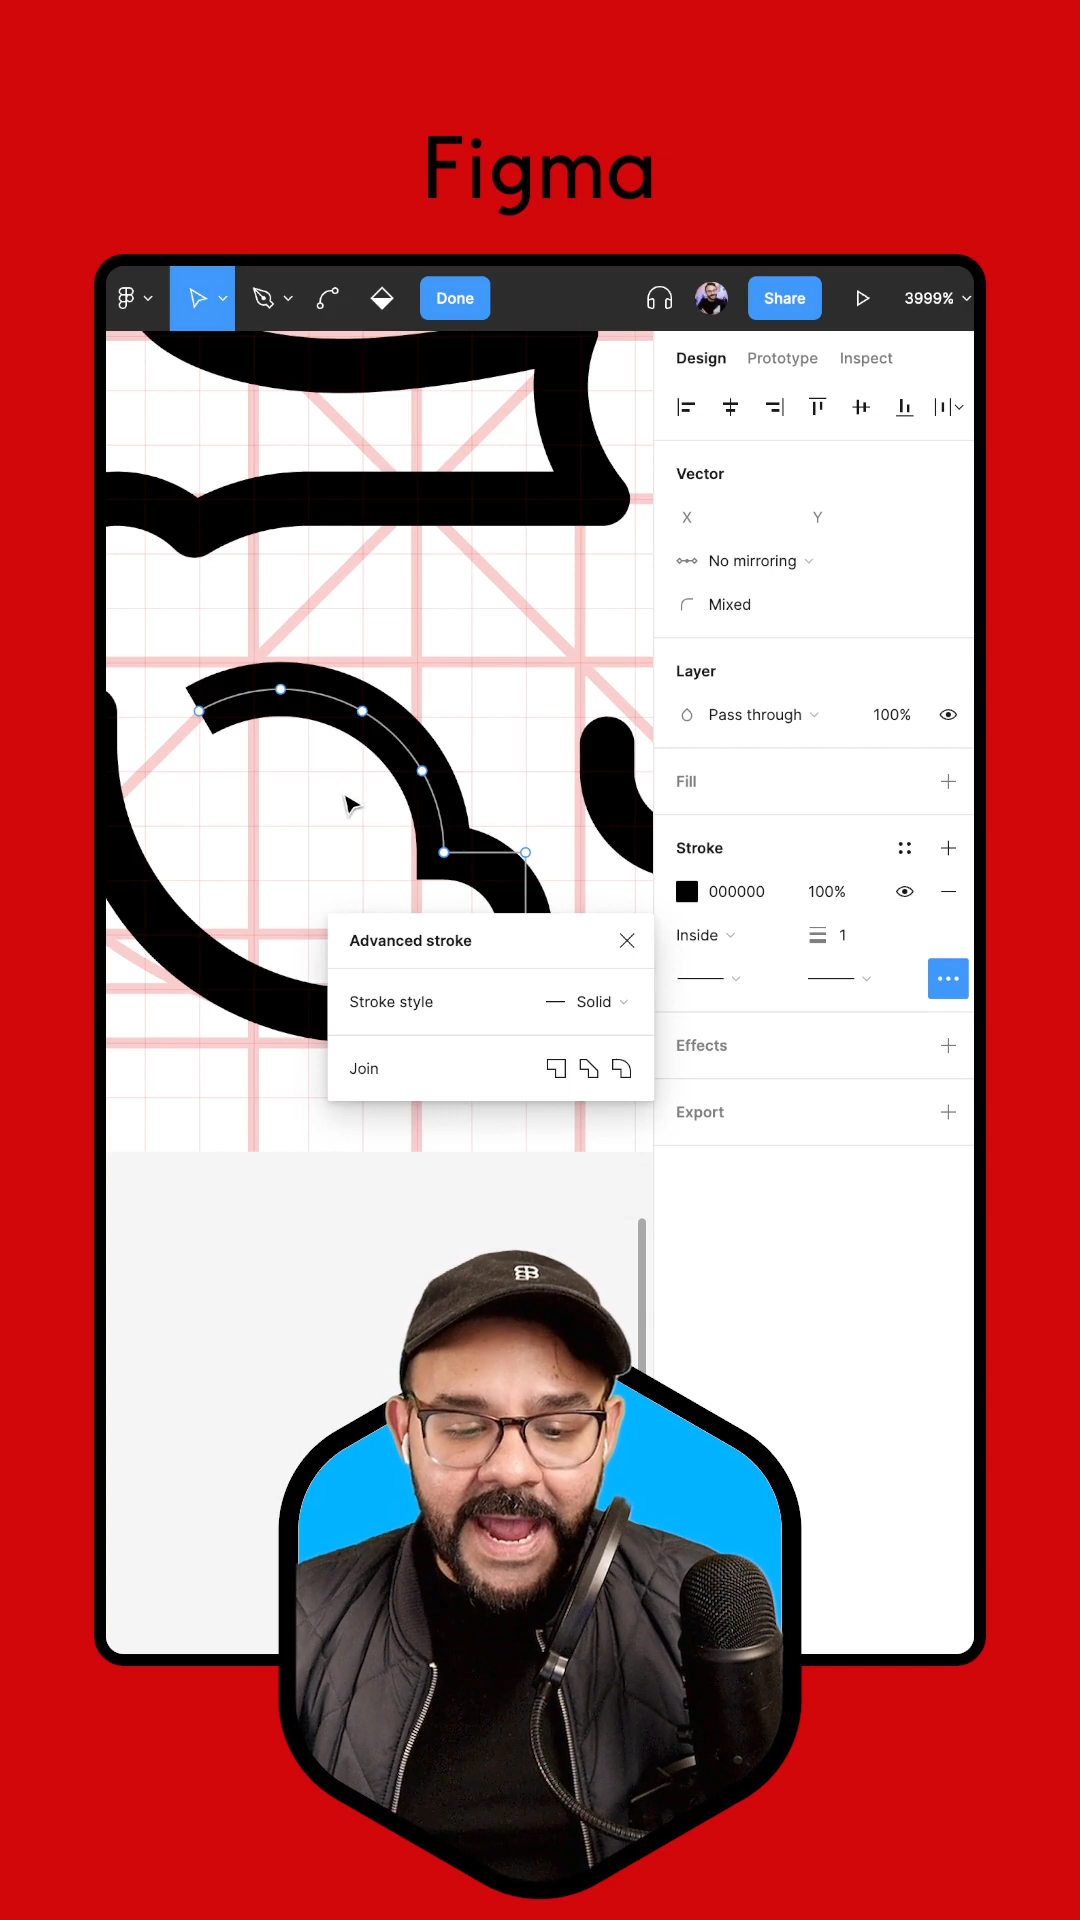 Figma
Done
Share
3999%
Design Prototype Inspect
Vector
X Y
No mirroring
Mixed
Layer
Pass through 100%
Fill
Stroke
000000 100%
Inside 1
Advanced stroke
Stroke style Solid
Join
Effects
Export